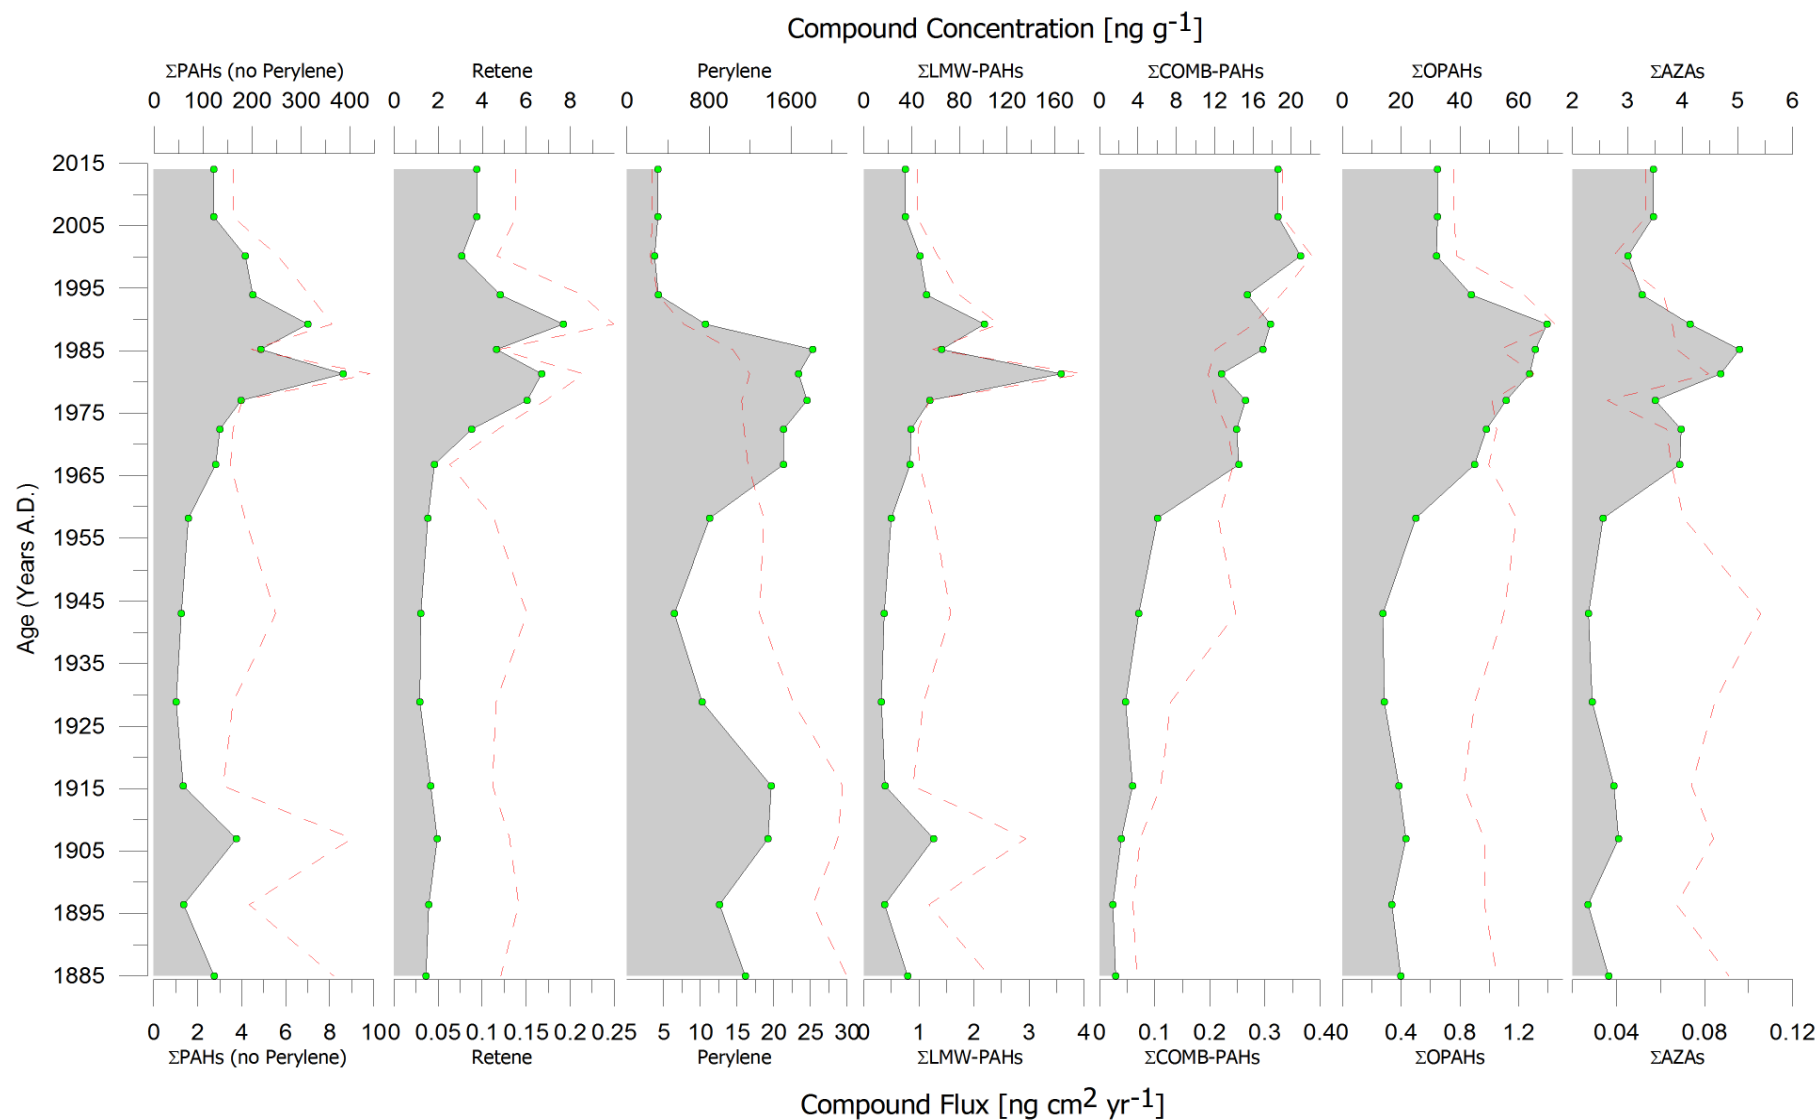 Compound Concentration [ng g⁻¹]
ΣPAHs (no Perylene) Retene Perylene ΣLMW-PAHs ΣCOMB-PAHs ΣOPAHs ΣAZAs
0 100 200 300 400 0 2 4 6 8 0 800 1600 0 40 80 120 160 0 4 8 12 16 20 0 20 40 60 2 3 4 5 6
2015
2005
1995
1985
1975
1965
1955
1945
1935
1925
1915
1905
1895
1885
Age (Years A.D.)
0 2 4 6 8 10 0 0.05 0.1 0.15 0.2 0.25 5 10 15 20 25 30 0 1 2 3 4 0 0.1 0.2 0.3 0.4 0 0.4 0.8 1.2 0.04 0.08 0.12
ΣPAHs (no Perylene) Retene Perylene ΣLMW-PAHs ΣCOMB-PAHs ΣOPAHs ΣAZAs
Compound Flux [ng cm² yr⁻¹]